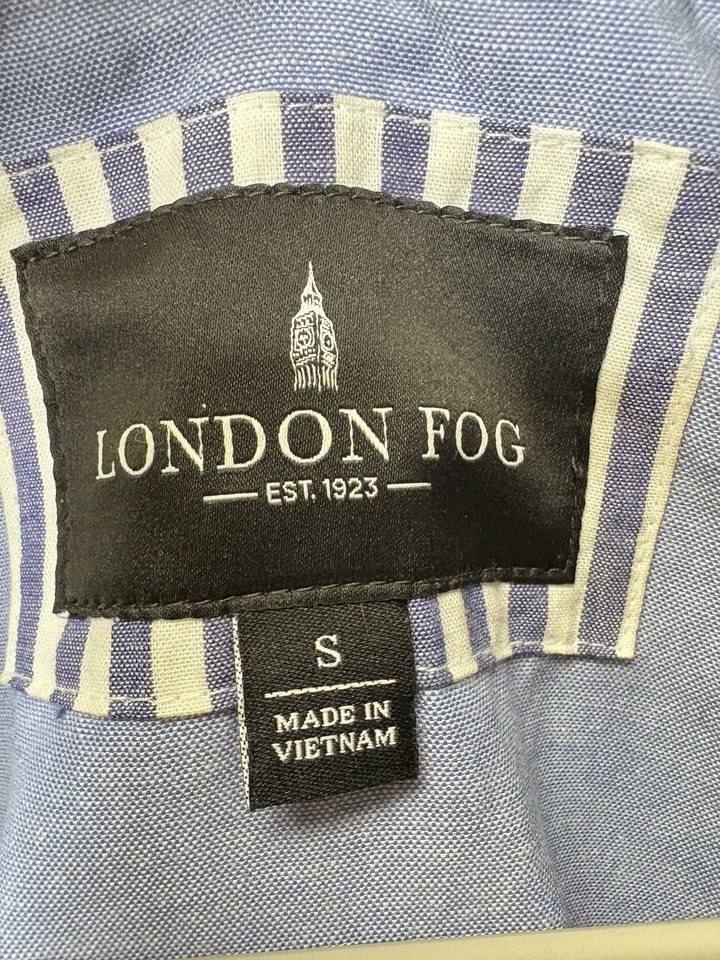 LONDON FOG
EST. 1923
S
MADE IN
VIETNAM